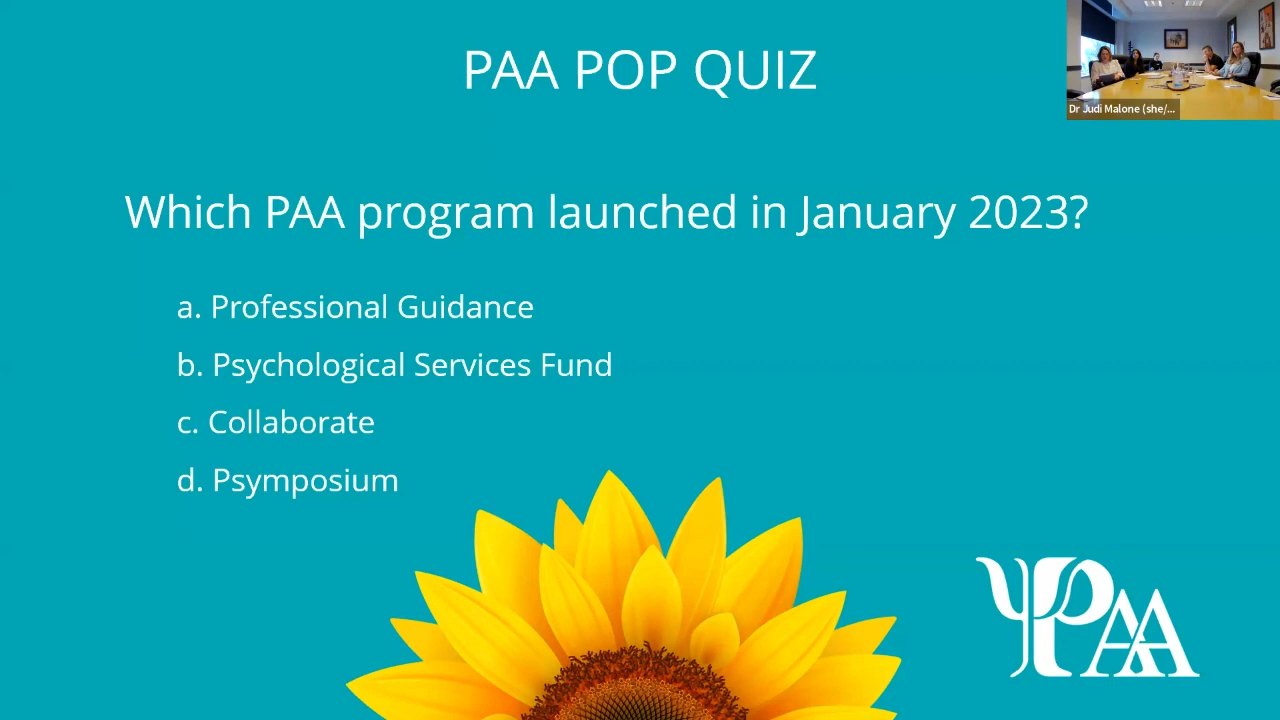 PAA POP QUIZ
Dr Judi Malone (she/...
Which PAA program launched in January 2023?
a. Professional Guidance
b. Psychological Services Fund
c. Collaborate
d. Psymposium
ΨPAA